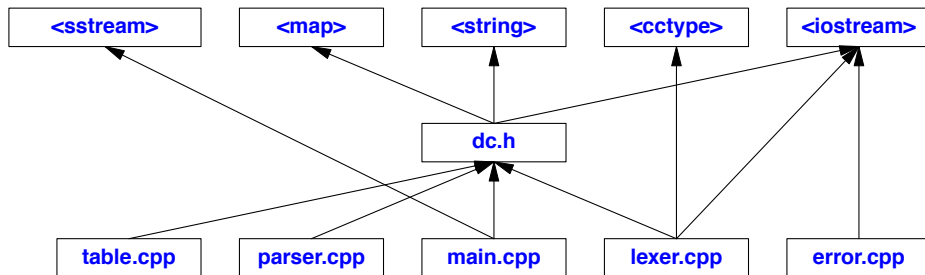 <sstream>
<map>
<string>
<cctype>
<iostream>
dc.h
table.cpp
parser.cpp
main.cpp
lexer.cpp
error.cpp